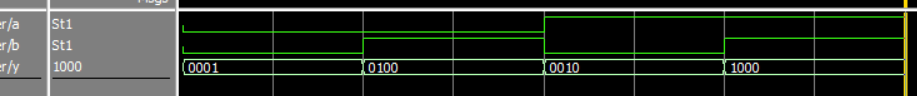 Msgs
er/a St1
er/b St1
er/y 1000 0001 0100 0010 1000